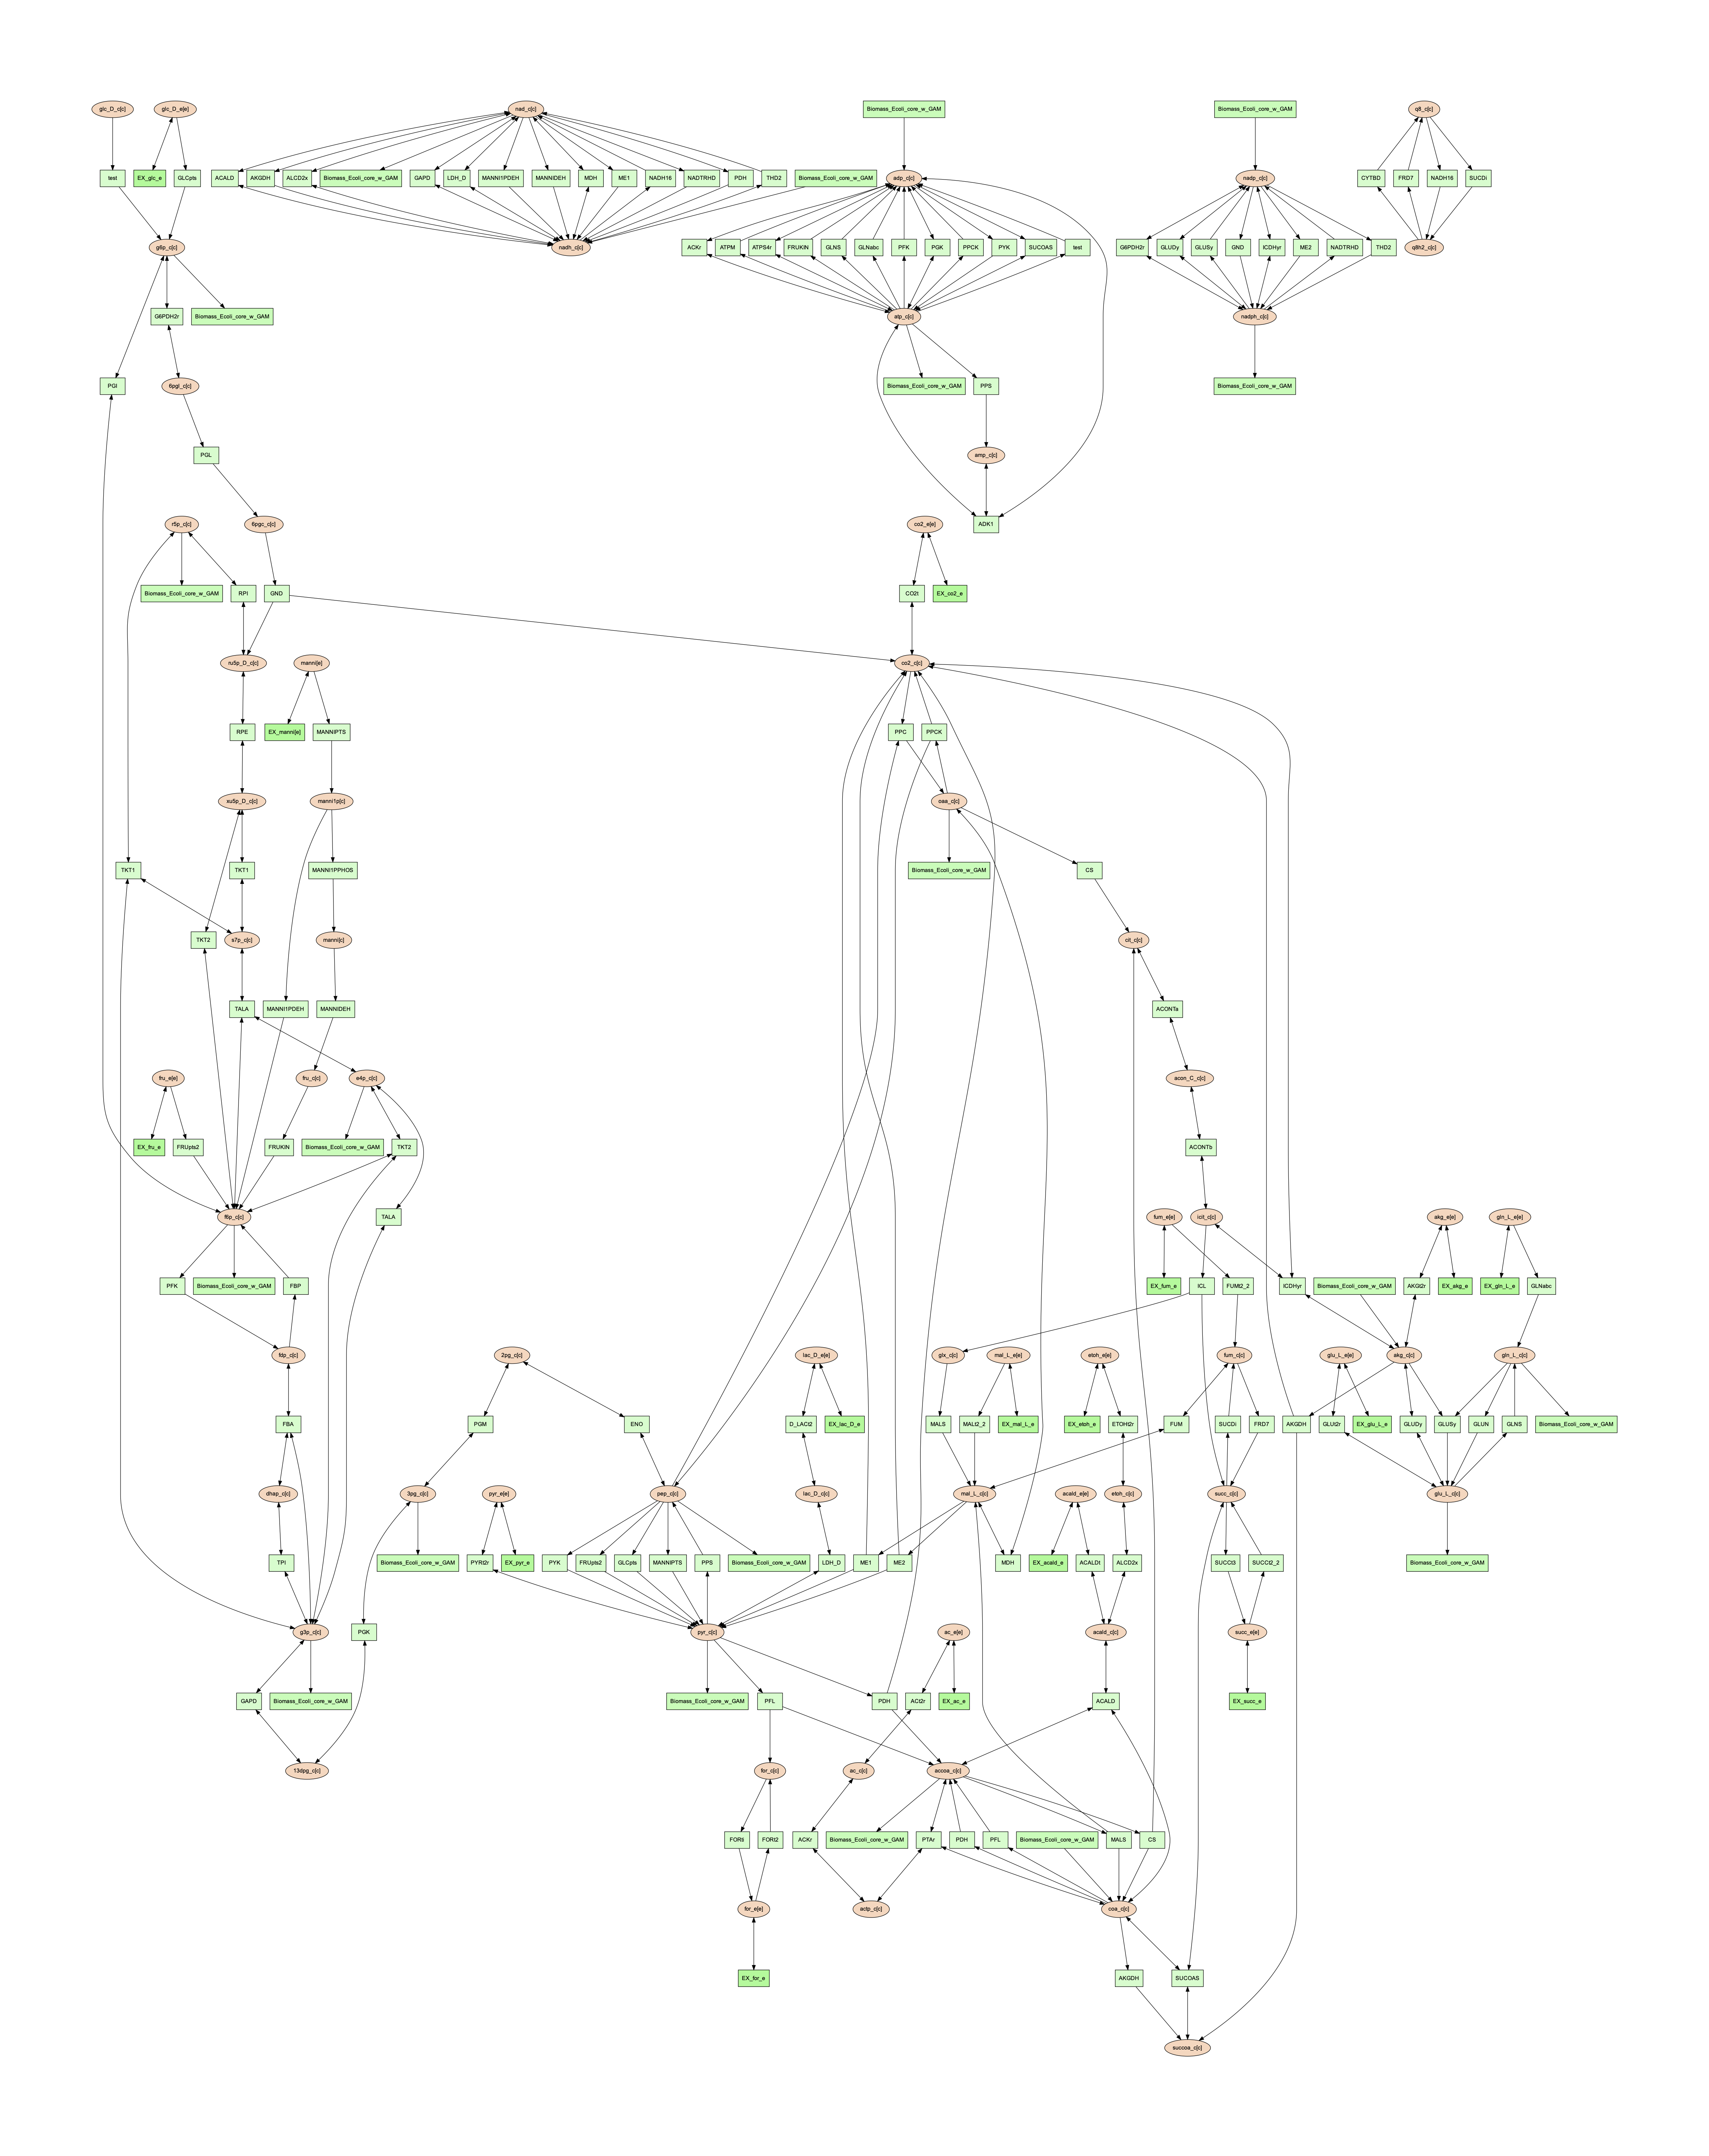 glc_D_c[c] glc_D_e[e] nad_c[c] Biomass_Ecoli_core_w_GAM Biomass_Ecoli_core_w_GAM q8_c[c]
test EX_glc_e GLCpts ACALD AKGDH ALCD2x Biomass_Ecoli_core_w_GAM GAPD LDH_D MANNI1PDEH MANNIDEH MDH ME1 NADH16 NADTRHD PDH THD2 Biomass_Ecoli_core_w_GAM adp_c[c] nadp_c[c] CYTBD FRD7 NADH16 SUCDi
g6p_c[c] nadh_c[c] ACKr ATPM ATPS4r FRUKIN GLNS GLNabc PFK PGK PPCK PYK SUCOAS test G6PDH2r GLUDy GLUSy GND ICDHyr ME2 NADTRHD THD2 q8h2_c[c]
G6PDH2r Biomass_Ecoli_core_w_GAM atp_c[c] nadph_c[c]
PGI 6pgl_c[c] Biomass_Ecoli_core_w_GAM PPS Biomass_Ecoli_core_w_GAM
PGL amp_c[c]
r5p_c[c] 6pgc_c[c] co2_e[e] ADK1
Biomass_Ecoli_core_w_GAM RPI GND CO2t EX_co2_e
ru5p_D_c[c] manni[e] co2_c[c]
RPE EX_manni[e] MANNIPTS PPC PPCK
xu5p_D_c[c] manni1p[c] oaa_c[c]
TKT1 TKT1 MANNI1PPHOS Biomass_Ecoli_core_w_GAM CS
TKT2 s7p_c[c] manni[c] cit_c[c]
TALA MANNI1PDEH MANNIDEH ACONTa
fru_e[e] fru_c[c] e4p_c[c] acon_C_c[c]
EX_fru_e FRUpts2 FRUKIN Biomass_Ecoli_core_w_GAM TKT2 ACONTb
f6p_c[c] TALA fum_e[e] icit_c[c] akg_e[e] gln_L_e[e]
PFK Biomass_Ecoli_core_w_GAM FBP EX_fum_e ICL FUMt2_2 ICDHyr Biomass_Ecoli_core_w_GAM AKGt2r EX_akg_e EX_gln_L_e GLNabc
fdp_c[c] 2pg_c[c] lac_D_e[e] glx_c[c] mal_L_e[e] etoh_e[e] fum_c[c] glu_L_e[e] akg_c[c] gln_L_c[c]
FBA PGM ENO D_LACt2 EX_lac_D_e MALS MALt2_2 EX_mal_L_e EX_etoh_e ETOHt2r FUM SUCDi FRD7 AKGDH GLUt2r EX_glu_L_e GLUDy GLUSy GLUN GLNS Biomass_Ecoli_core_w_GAM
dhap_c[c] 3pg_c[c] pyr_e[e] pep_c[c] lac_D_c[c] mal_L_c[c] acald_e[e] etoh_c[c] succ_c[c] glu_L_c[c]
TPI Biomass_Ecoli_core_w_GAM PYRt2r EX_pyr_e PYK FRUpts2 GLCpts MANNIPTS PPS Biomass_Ecoli_core_w_GAM LDH_D ME1 ME2 MDH EX_acald_e ACALDt ALCD2x SUCCt3 SUCCt2_2 Biomass_Ecoli_core_w_GAM
g3p_c[c] PGK pyr_c[c] ac_e[e] acald_c[c] succ_e[e]
GAPD Biomass_Ecoli_core_w_GAM Biomass_Ecoli_core_w_GAM PFL PDH ACt2r EX_ac_e ACALD EX_succ_e
13dpg_c[c] for_c[c] ac_c[c] accoa_c[c]
FORti FORt2 ACKr Biomass_Ecoli_core_w_GAM PTAr PDH PFL Biomass_Ecoli_core_w_GAM MALS CS
for_e[e] actp_c[c] coa_c[c]
EX_for_e AKGDH SUCOAS
succoa_c[c]